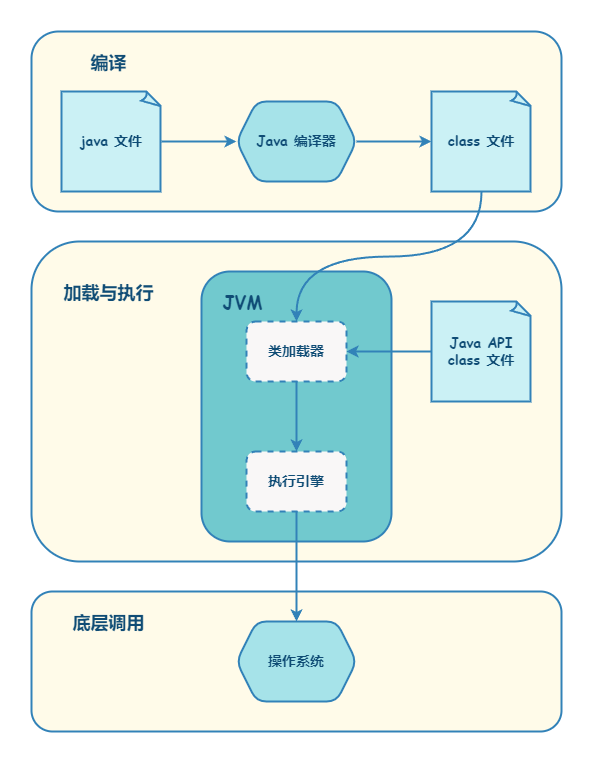 编译
java 文件
Java 编译器
class 文件
加载与执行
JVM
类加载器
Java API
class 文件
执行引擎
底层调用
操作系统